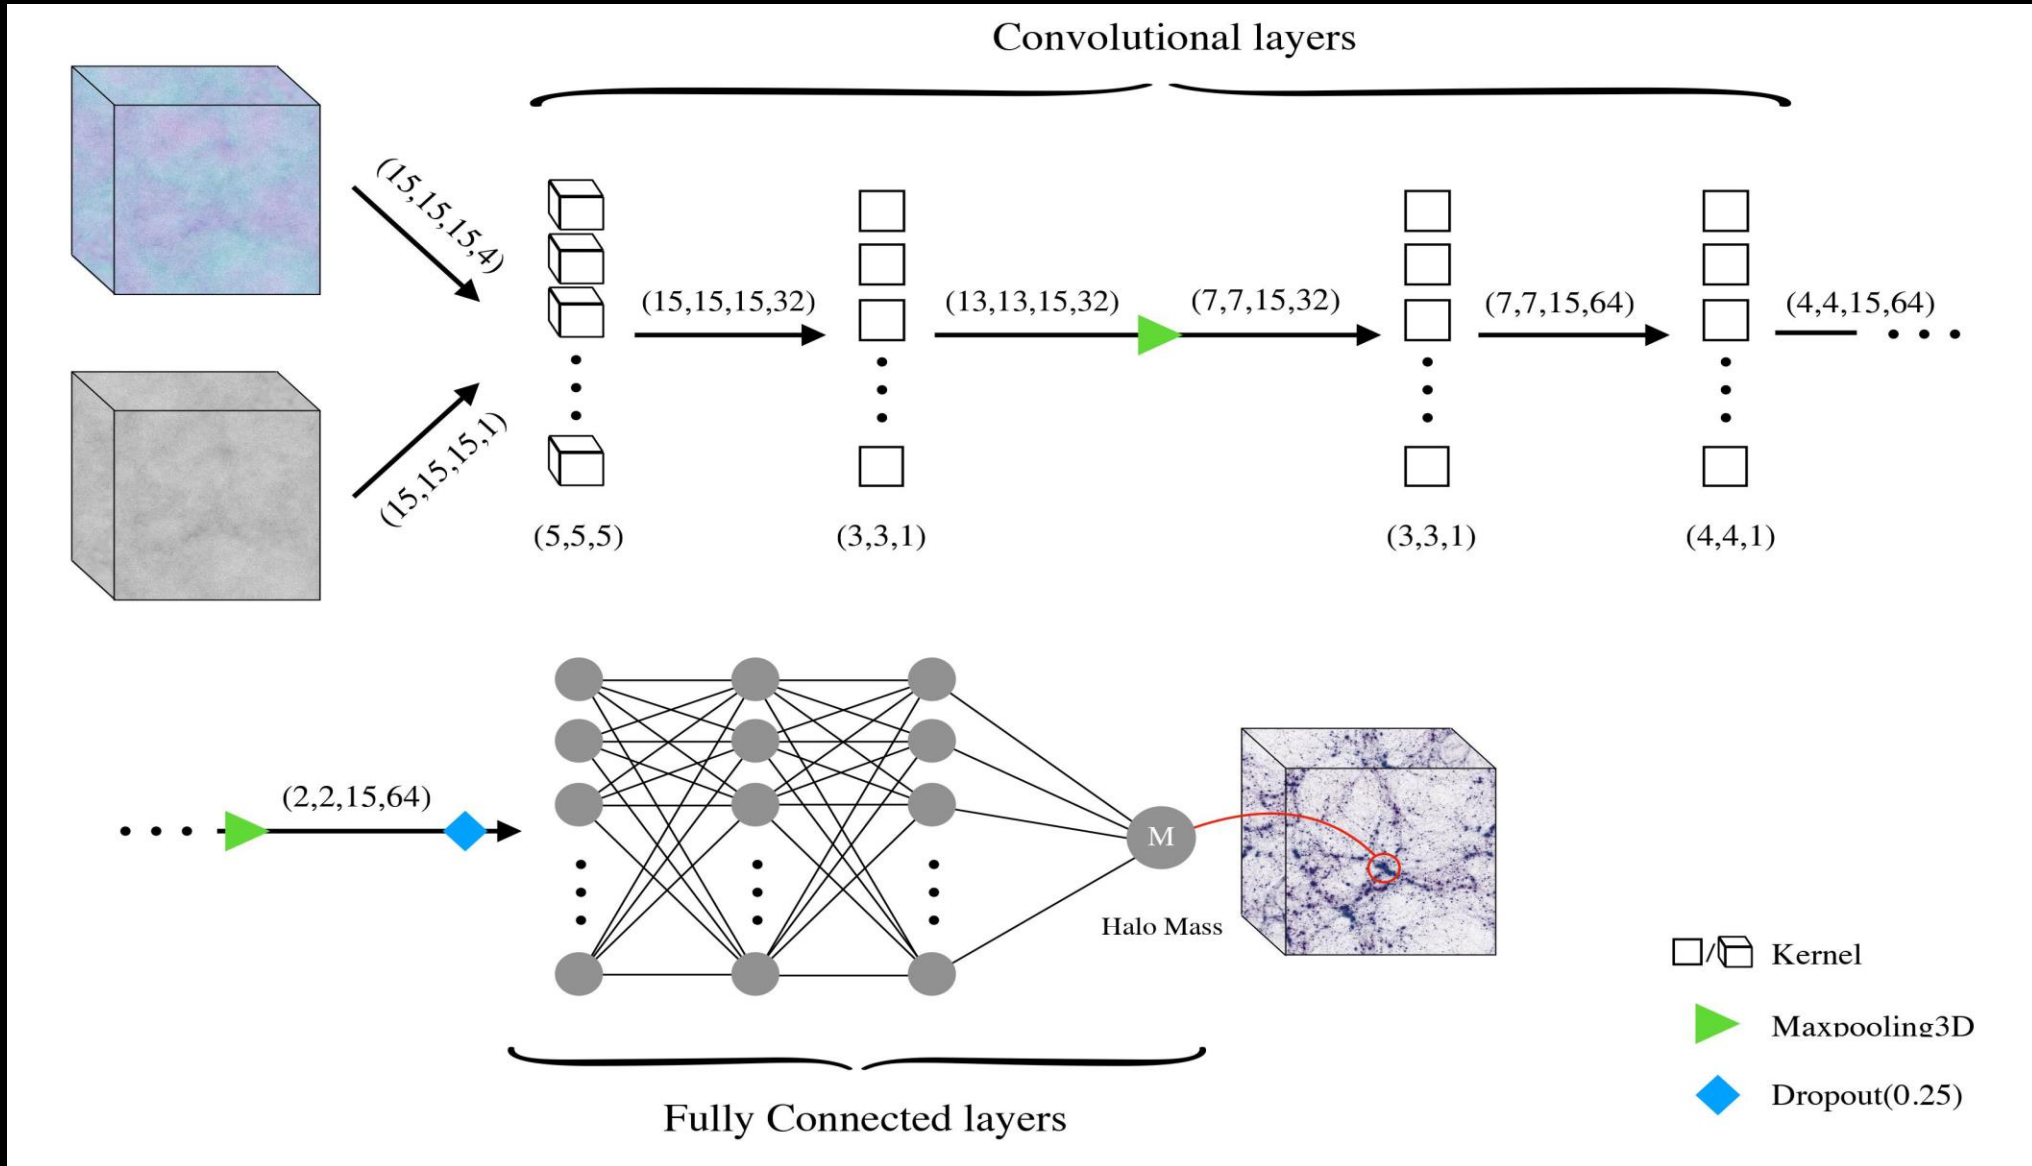 Convolutional layers
(15,15,15,4)
(15,15,15,1)
(15,15,15,32)
(13,13,15,32)
(7,7,15,32)
(7,7,15,64)
(4,4,15,64)
(5,5,5)
(3,3,1)
(3,3,1)
(4,4,1)
(2,2,15,64)
M
Halo Mass
Fully Connected layers
/ Kernel
Maxpooling3D
Dropout(0.25)